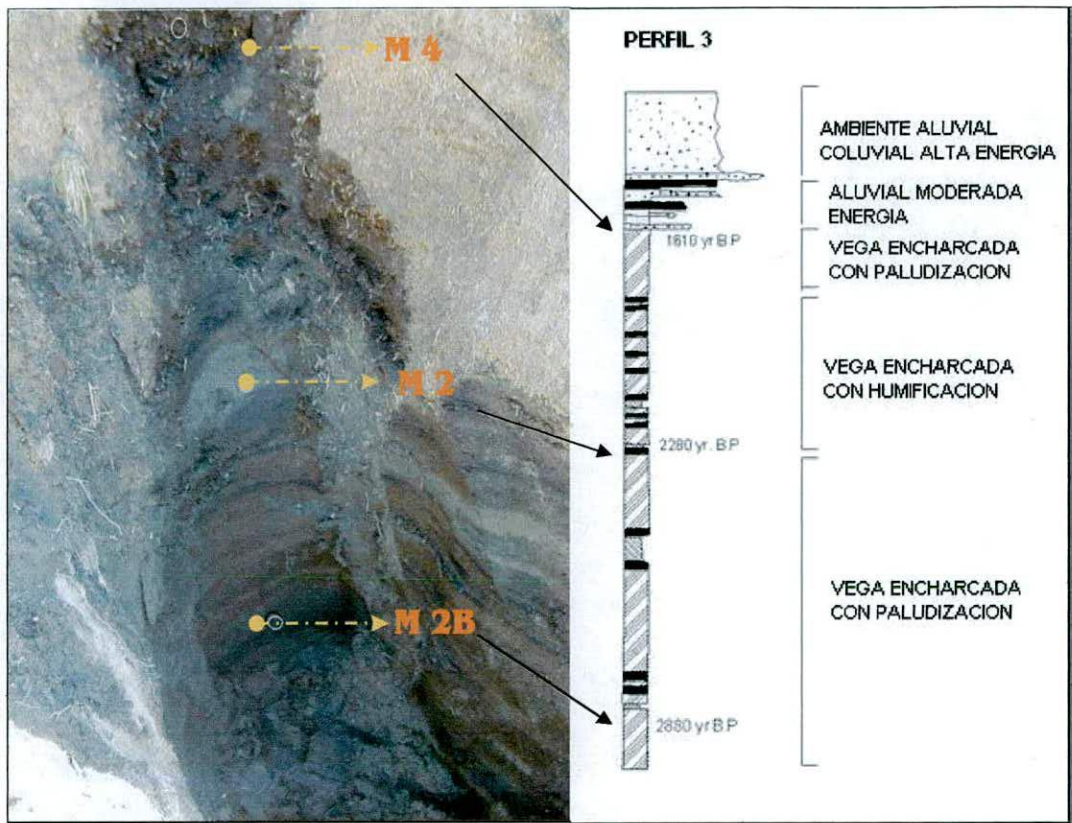 M 4
M 2
M 2B
PERFIL 3
AMBIENTE ALUVIAL
COLUVIAL ALTA ENERGIA
ALUVIAL MODERADA
ENERGIA
1610 yr B.P
VEGA ENCHARCADA
CON PALUDIZACION
VEGA ENCHARCADA
CON HUMIFICACION
2280 yr. B.P
VEGA ENCHARCADA
CON PALUDIZACION
2880 yr B.P